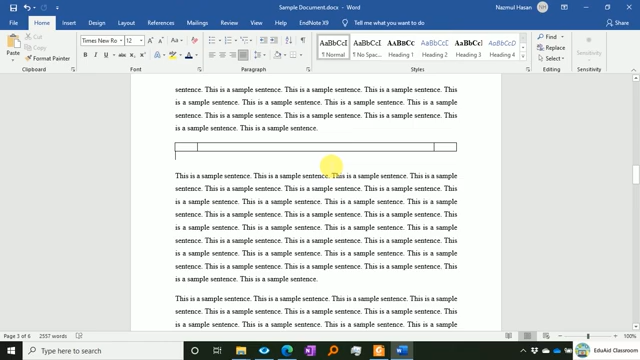 Sample Document.docx - Word
Nazmul Hasan
NH
File Home Insert Design Layout References Mailings Review View Help EndNote X9 Tell me what you want to do
Paste
Cut
Copy
Format Painter
Clipboard
Times New Ro 12
Font
Paragraph
AaBbCcI
¶ Normal
AaBbCcI
¶ No Spac...
AaBbCc
Heading 1
AaBbCcI
Heading 2
AaBbCc)
Heading 3
AaBbCcD
Heading 4
Styles
Find
Replace
Select
Editing
Sensitivity
Sensitivity
sentence. This is a sample sentence. This is a sample sentence. This is a sample sentence. This
is a sample sentence. This is a sample sentence. This is a sample sentence. This is a sample
sentence. This is a sample sentence. This is a sample sentence. This is a sample sentence. This
is a sample sentence. This is a sample sentence.
This is a sample sentence. This is a sample sentence. This is a sample sentence. This is a sample
sentence. This is a sample sentence. This is a sample sentence. This is a sample sentence. This
is a sample sentence. This is a sample sentence. This is a sample sentence. This is a sample
sentence. This is a sample sentence. This is a sample sentence. This is a sample sentence. This
is a sample sentence. This is a sample sentence. This is a sample sentence. This is a sample
sentence. This is a sample sentence. This is a sample sentence. This is a sample sentence. This
is a sample sentence. This is a sample sentence. This is a sample sentence. This is a sample
sentence. This is a sample sentence. This is a sample sentence. This is a sample sentence. This
is a sample sentence. This is a sample sentence.
This is a sample sentence. This is a sample sentence. This is a sample sentence. This is a sample
sentence. This is a sample sentence. This is a sample sentence. This is a sample sentence. This
is a sample sentence. This is a sample sentence. This is a sample sentence. This is a sample
Page 3 of 6 2557 words
100%
Type here to search
EduAid Classroom